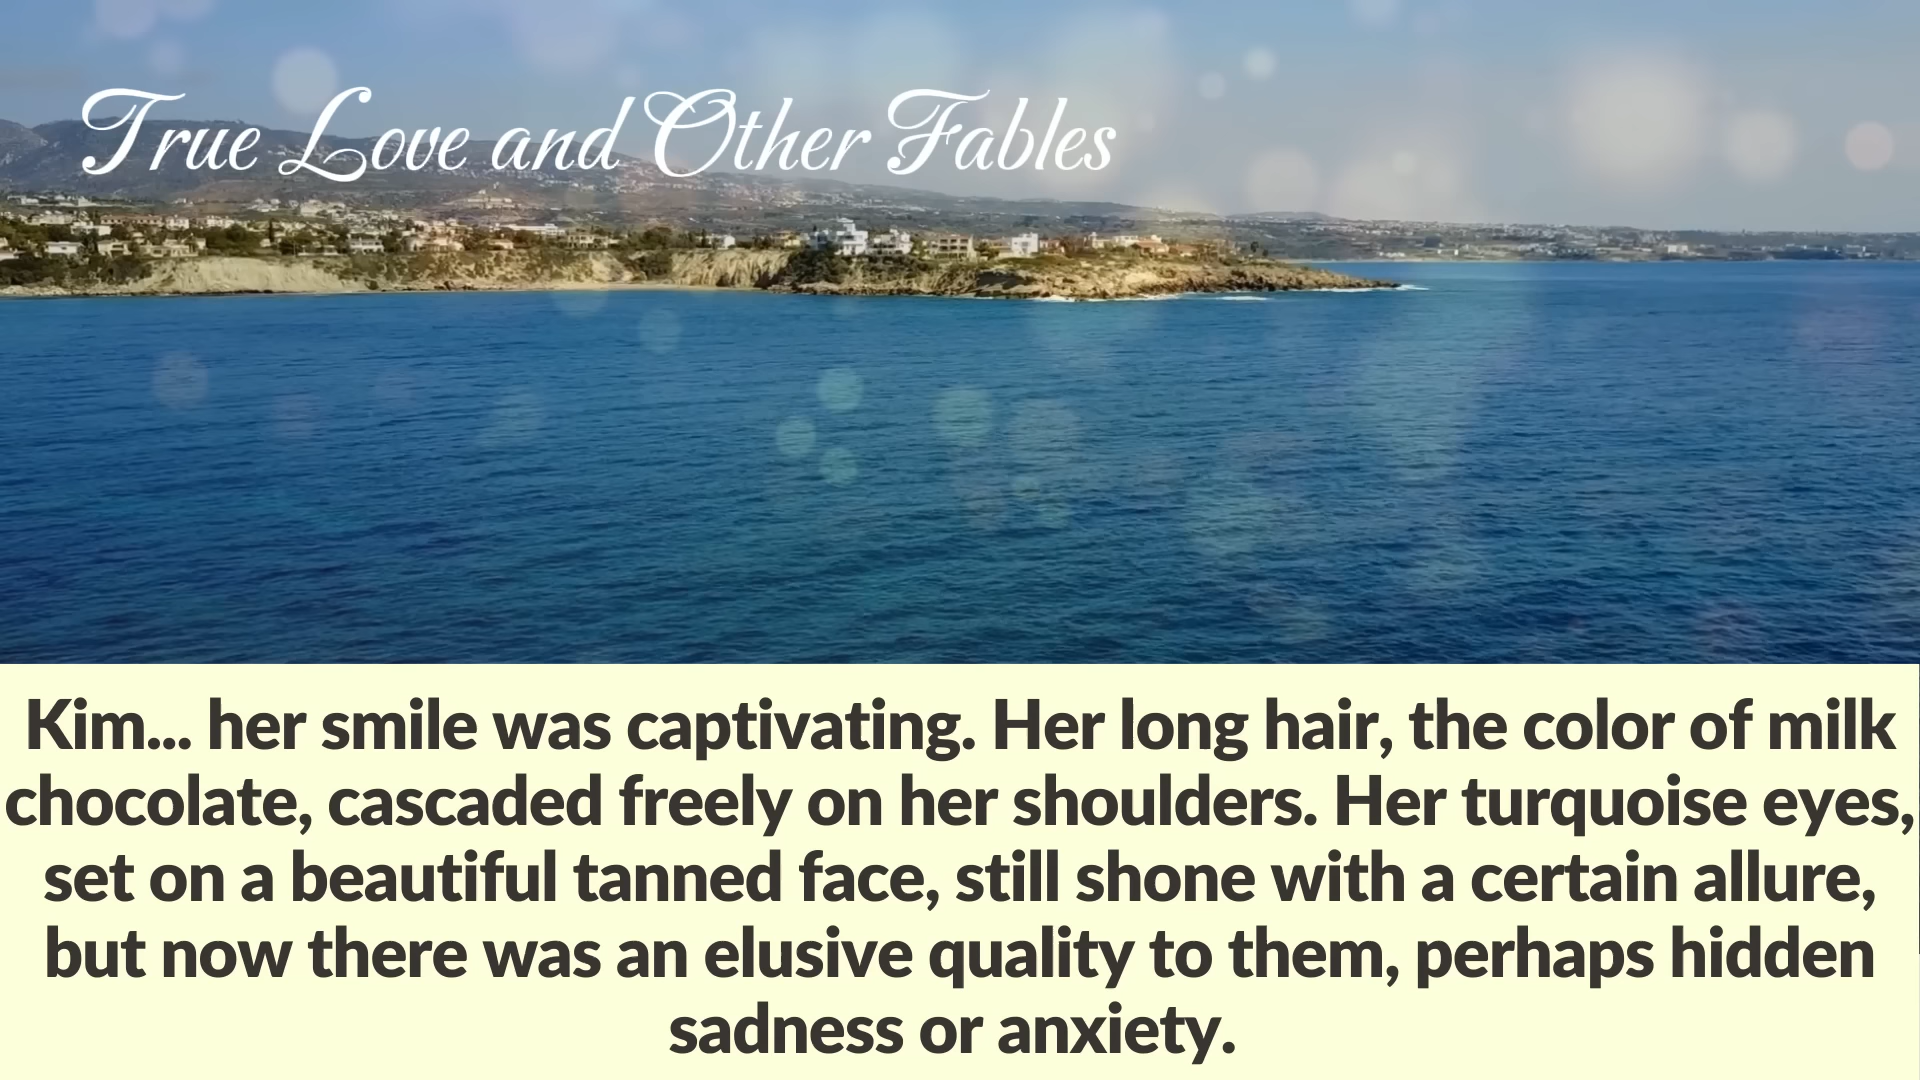 True Love and Other Fables
Kim... her smile was captivating. Her long hair, the color of milk
chocolate, cascaded freely on her shoulders. Her turquoise eyes,
set on a beautiful tanned face, still shone with a certain allure,
but now there was an elusive quality to them, perhaps hidden
sadness or anxiety.